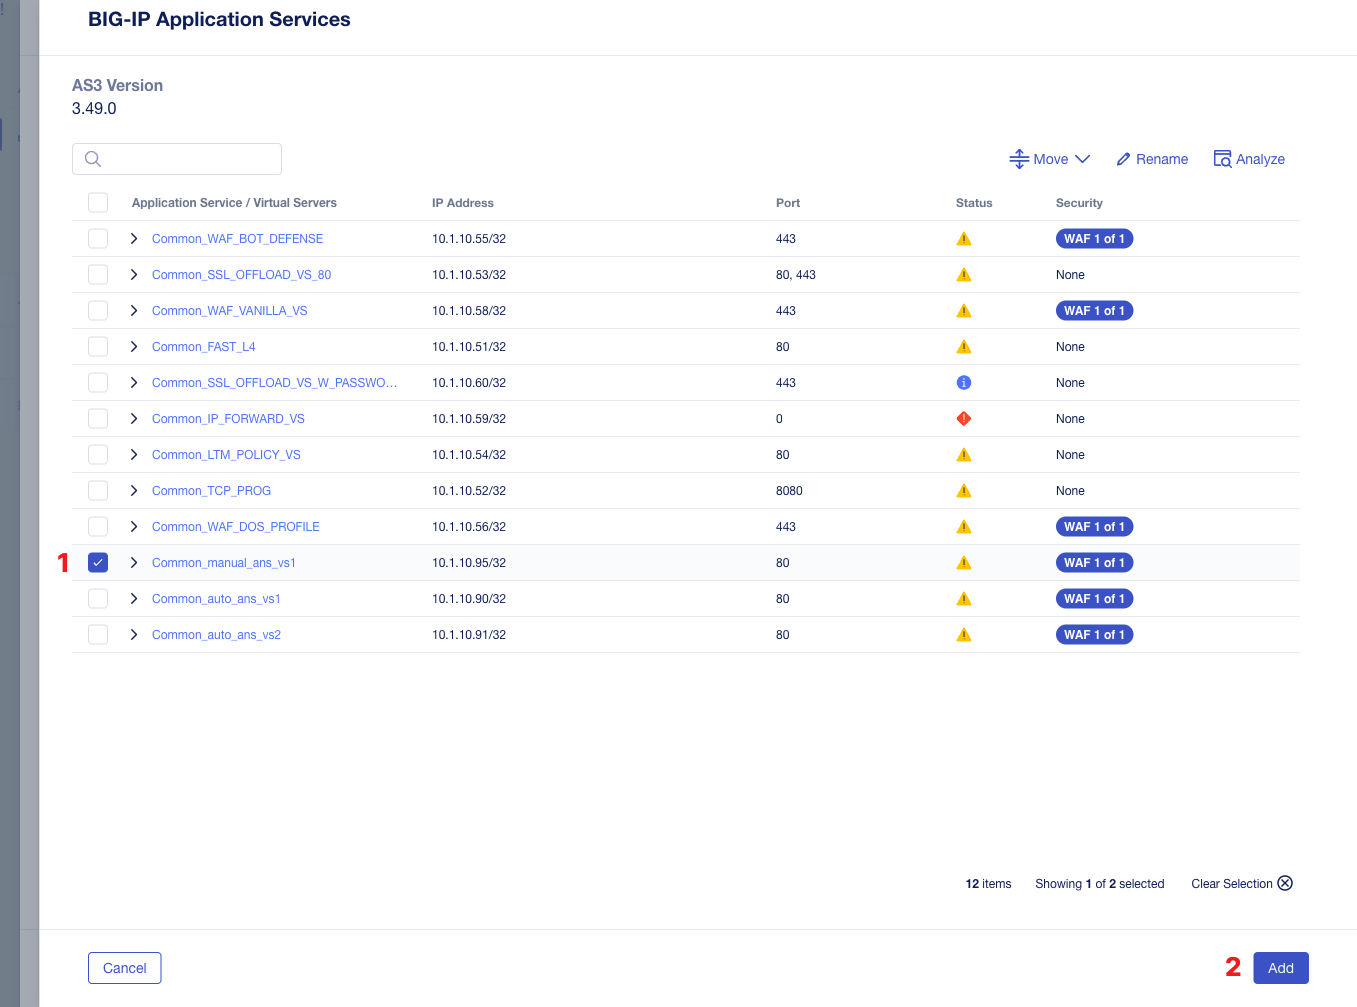 BIG-IP Application Services
AS3 Version
3.49.0
Move Rename Analyze
Application Service / Virtual Servers IP Address Port Status Security
Common_WAF_BOT_DEFENSE 10.1.10.55/32 443 WAF 1 of 1
Common_SSL_OFFLOAD_VS_80 10.1.10.53/32 80, 443 None
Common_WAF_VANILLA_VS 10.1.10.58/32 443 WAF 1 of 1
Common_FAST_L4 10.1.10.51/32 80 None
Common_SSL_OFFLOAD_VS_W_PASSWO... 10.1.10.60/32 443 None
Common_IP_FORWARD_VS 10.1.10.59/32 0 None
Common_LTM_POLICY_VS 10.1.10.54/32 80 None
Common_TCP_PROG 10.1.10.52/32 8080 None
Common_WAF_DOS_PROFILE 10.1.10.56/32 443 WAF 1 of 1
1 Common_manual_ans_vs1 10.1.10.95/32 80 WAF 1 of 1
Common_auto_ans_vs1 10.1.10.90/32 80 WAF 1 of 1
Common_auto_ans_vs2 10.1.10.91/32 80 WAF 1 of 1
12 items Showing 1 of 2 selected Clear Selection
Cancel 2 Add